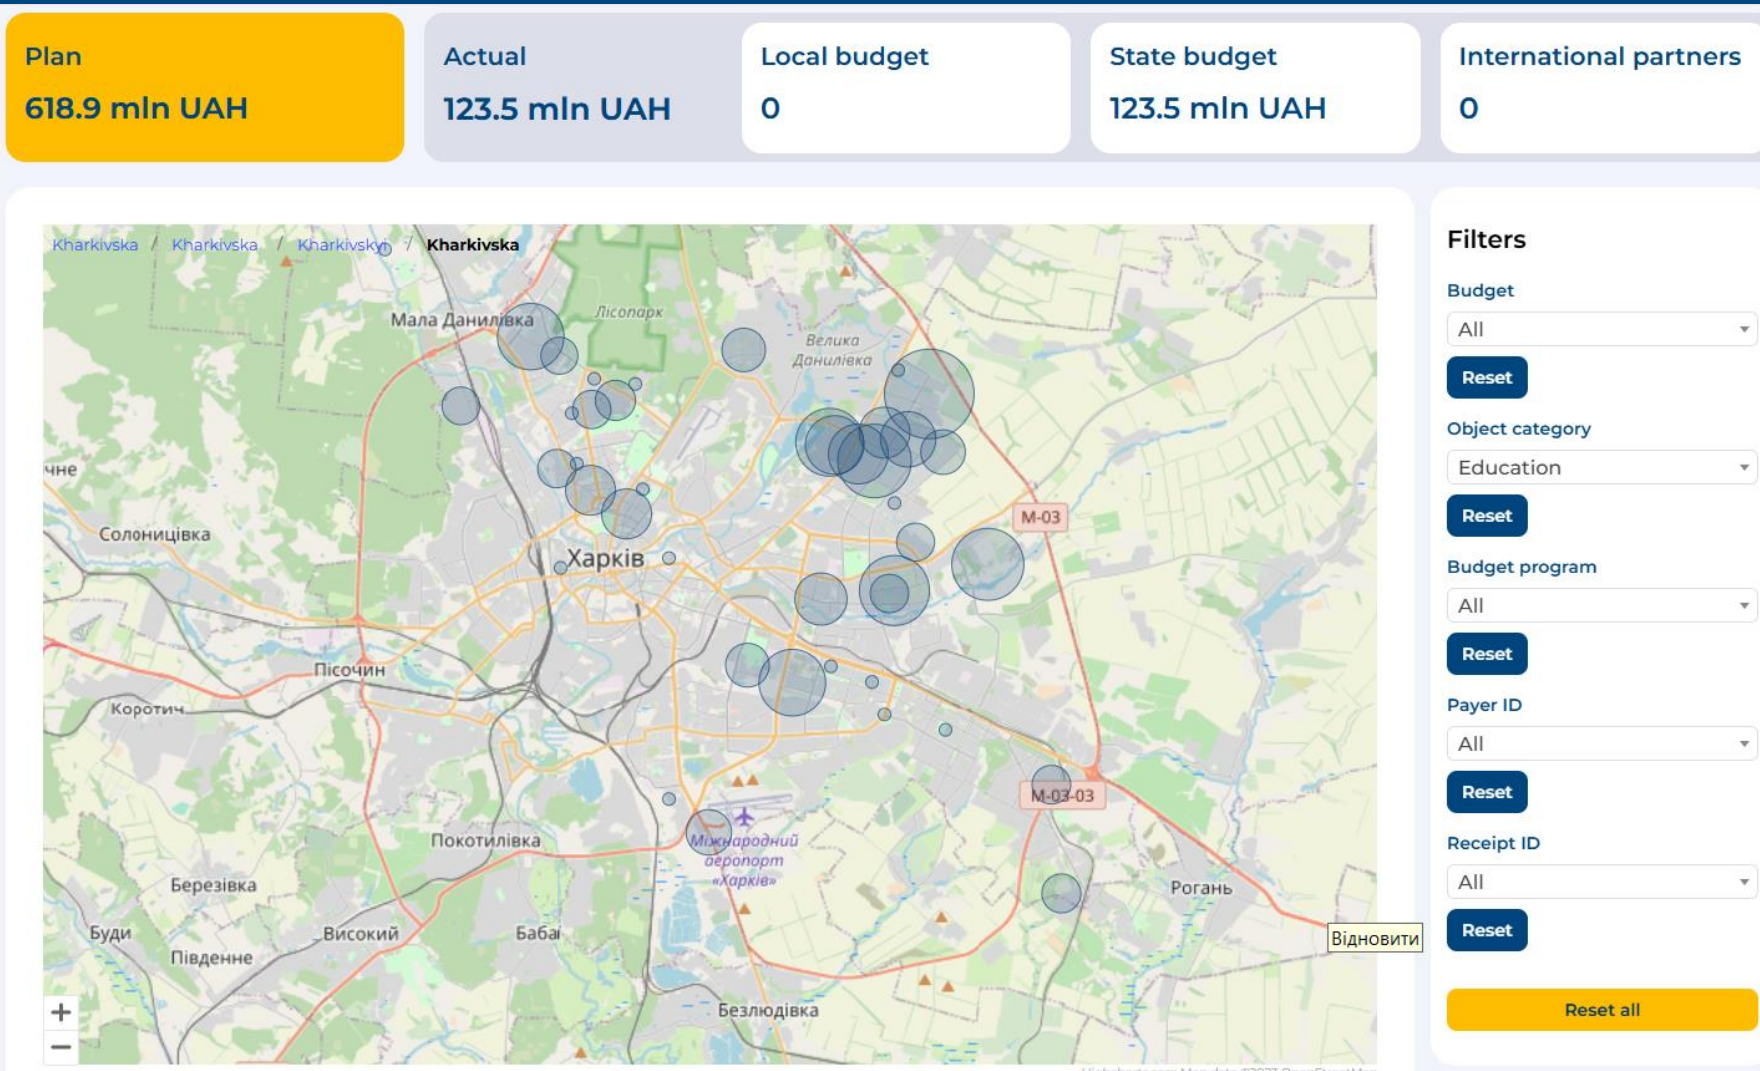 Plan
618.9 mln UAH
Actual
123.5 mln UAH
Local budget
0
State budget
123.5 mln UAH
International partners
0
Kharkivska / Kharkivska / Kharkivskyj / Kharkivska
Мала Данилівка
Лісопарк
Велика
Данилівка
чне
Солоницівка
М-03
Харків
Пісочин
Коротич
М-03-03
Покотилівка
Міжнародний
аеропорт
«Харків»
Березівка
Рогань
Буди
Високий
Бабаї
Південне
Безлюдівка
Відновити
+
−
Filters
Budget
All
Reset
Object category
Education
Reset
Budget program
All
Reset
Payer ID
All
Reset
Receipt ID
All
Reset
Reset all